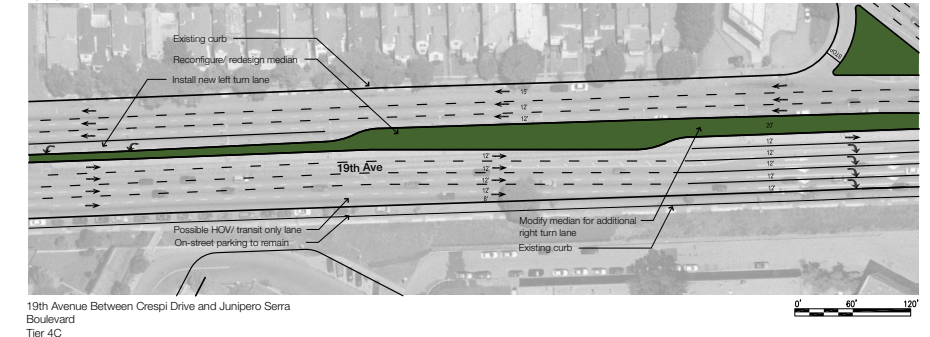 Existing curb
Reconfigure/ redesign median
Install new left turn lane
STOP
16'
12'
12'
20'
19th Ave
12'
12'
12'
12'
8'
12'
12'
12'
12'
12'
Possible HOV/ transit only lane
On-street parking to remain
Modify median for additional
right turn lane
Existing curb
19th Avenue Between Crespi Drive and Junipero Serra
Boulevard
Tier 4C
0' 60' 120'